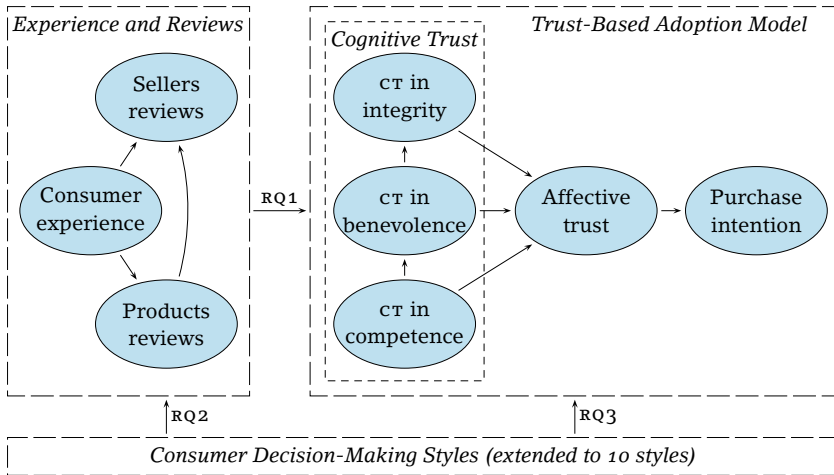 Experience and Reviews
Sellers
reviews
Consumer
experience
Products
reviews
RQ1
Trust-Based Adoption Model
Cognitive Trust
CT in
integrity
CT in
benevolence
CT in
competence
Affective
trust
Purchase
intention
RQ2
RQ3
Consumer Decision-Making Styles (extended to 10 styles)